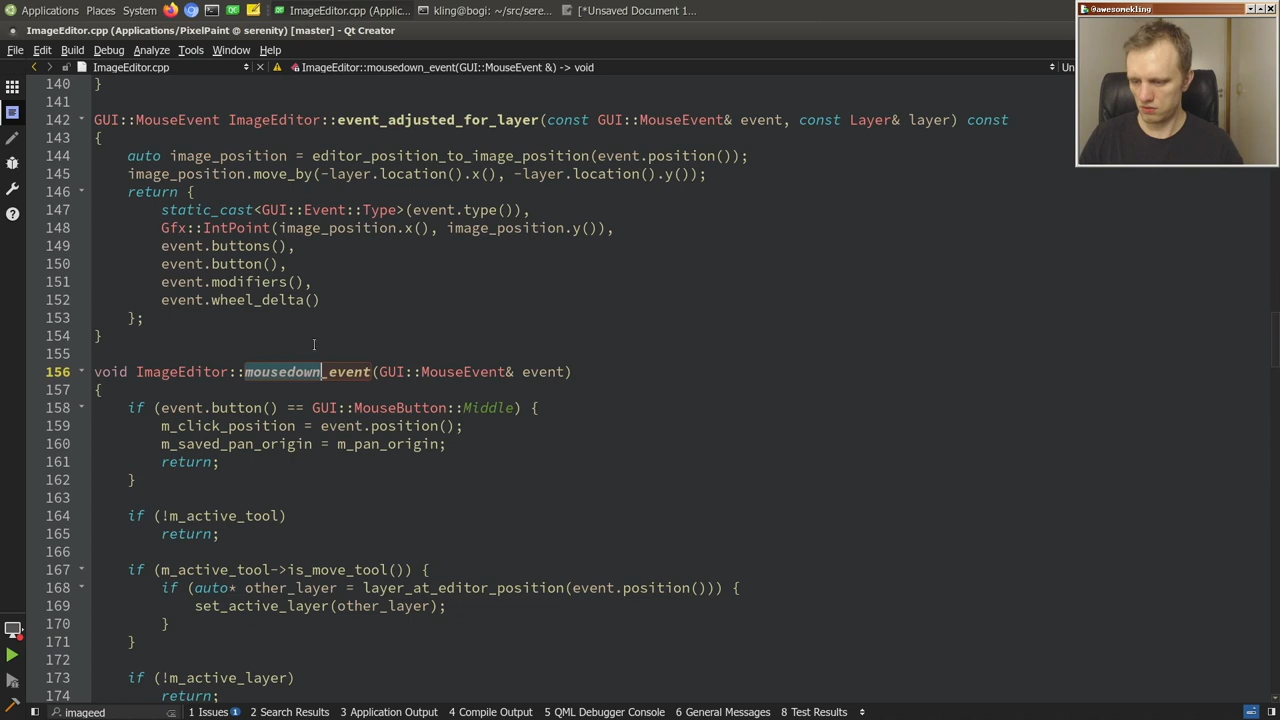 Applications Places System PixelPaint (Applic... kling@bogi: ~/src/sere... [*Unsaved Document 1...
ImageEditor.cpp (Applications/PixelPaint @ serenity) [master] - Qt Creator
@awesomekling
File Edit Build Debug Analyze Tools Window Help
ImageEditor.cpp ImageEditor::mousedown_event(GUI::MouseEvent &) -> void Un
140 }
141
142 GUI::MouseEvent ImageEditor::event_adjusted_for_layer(const GUI::MouseEvent& event, const Layer& layer) const
143 {
144 auto image_position = editor_position_to_image_position(event.position());
145 image_position.move_by(-layer.location().x(), -layer.location().y());
146 return {
147 static_cast<GUI::Event::Type>(event.type()),
148 Gfx::IntPoint(image_position.x(), image_position.y()),
149 event.buttons(),
150 event.button(),
151 event.modifiers(),
152 event.wheel_delta()
153 };
154 }
155
156 void ImageEditor::mousedown_event(GUI::MouseEvent& event)
157 {
158 if (event.button() == GUI::MouseButton::Middle) {
159 m_click_position = event.position();
160 m_saved_pan_origin = m_pan_origin;
161 return;
162 }
163
164 if (!m_active_tool)
165 return;
166
167 if (m_active_tool->is_move_tool()) {
168 if (auto* other_layer = layer_at_editor_position(event.position())) {
169 set_active_layer(other_layer);
170 }
171 }
172
173 if (!m_active_layer)
174 return;
imageed 1 Issues 1 2 Search Results 3 Application Output 4 Compile Output 5 QML Debugger Console 6 General Messages 8 Test Results